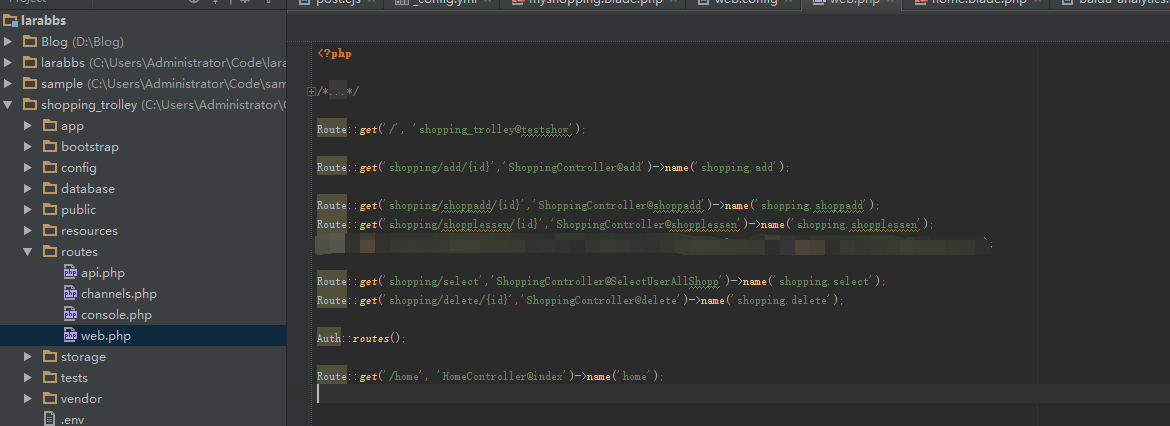 post.ejs
_config.yml
myshopping.blade.php
web.config
web.php
home.blade.php
larabbs
Blog (D:\Blog)
larabbs (C:\Users\Administrator\Code\lara
sample (C:\Users\Administrator\Code\sam
shopping_trolley (C:\Users\Administrator\C
app
bootstrap
config
database
public
resources
routes
api.php
channels.php
console.php
web.php
storage
tests
vendor
.env
<?php
/*...*/
Route::get('/', 'shopping_trolley@testshow');
Route::get('shopping/add/{id}','ShoppingController@add')->name('shopping.add');
Route::get('shopping/shoppadd/{id}','ShoppingController@shoppadd')->name('shopping.shoppadd');
Route::get('shopping/shopplessen/{id}','ShoppingController@shopplessen')->name('shopping.shopplessen');
Route::get('shopping/select','ShoppingController@SelectUserAllShopp')->name('shopping.select');
Route::get('shopping/delete/{id}','ShoppingController@delete')->name('shopping.delete');
Auth::routes();
Route::get('/home', 'HomeController@index')->name('home');